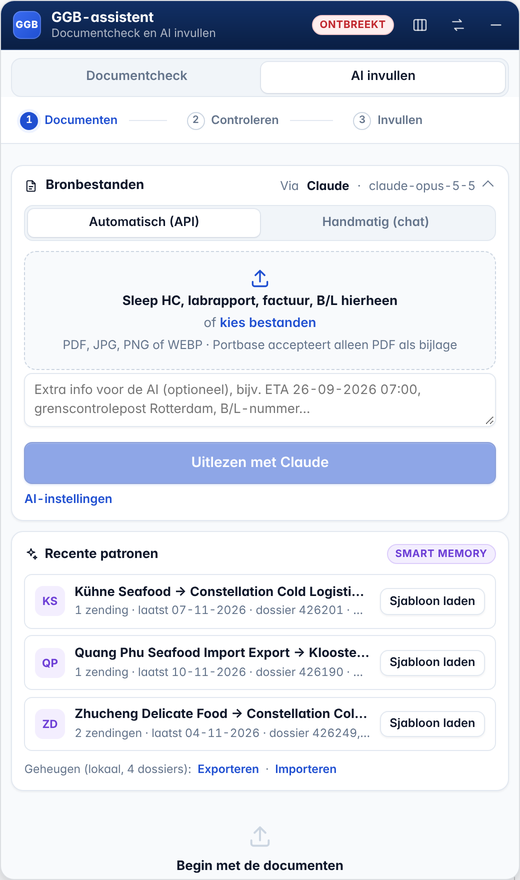 GGB
GGB-assistent
Documentcheck en AI invullen
ONTBREEKT
Documentcheck
AI invullen
1 Documenten
2 Controleren
3 Invullen
Bronbestanden
Via Claude · claude-opus-5-5
Automatisch (API)
Handmatig (chat)
Sleep HC, labrapport, factuur, B/L hierheen
of kies bestanden
PDF, JPG, PNG of WEBP · Portbase accepteert alleen PDF als bijlage
Extra info voor de AI (optioneel), bijv. ETA 26-09-2026 07:00,
grenscontrolepost Rotterdam, B/L-nummer...
Uitlezen met Claude
AI-instellingen
Recente patronen
SMART MEMORY
KS
Kühne Seafood → Constellation Cold Logisti...
1 zending · laatst 07-11-2026 · dossier 426201 · ...
Sjabloon laden
QP
Quang Phu Seafood Import Export → Klooste...
1 zending · laatst 10-11-2026 · dossier 426190 · ...
Sjabloon laden
ZD
Zhucheng Delicate Food → Constellation Col...
2 zendingen · laatst 04-11-2026 · dossier 426249,...
Sjabloon laden
Geheugen (lokaal, 4 dossiers): Exporteren · Importeren
Begin met de documenten